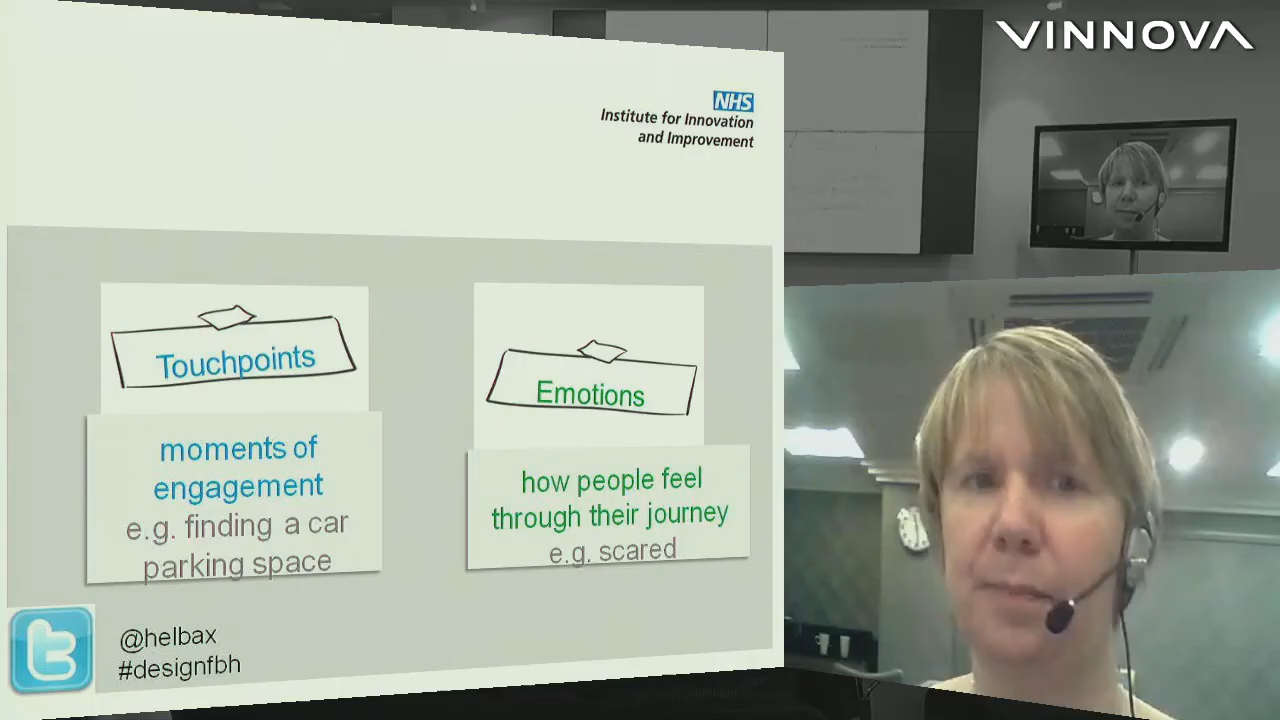 VINNOVA
NHS
Institute for Innovation
and Improvement
Touchpoints
moments of
engagement
e.g. finding a car
parking space
Emotions
how people feel
through their journey
e.g. scared
@helbax
#designfbh